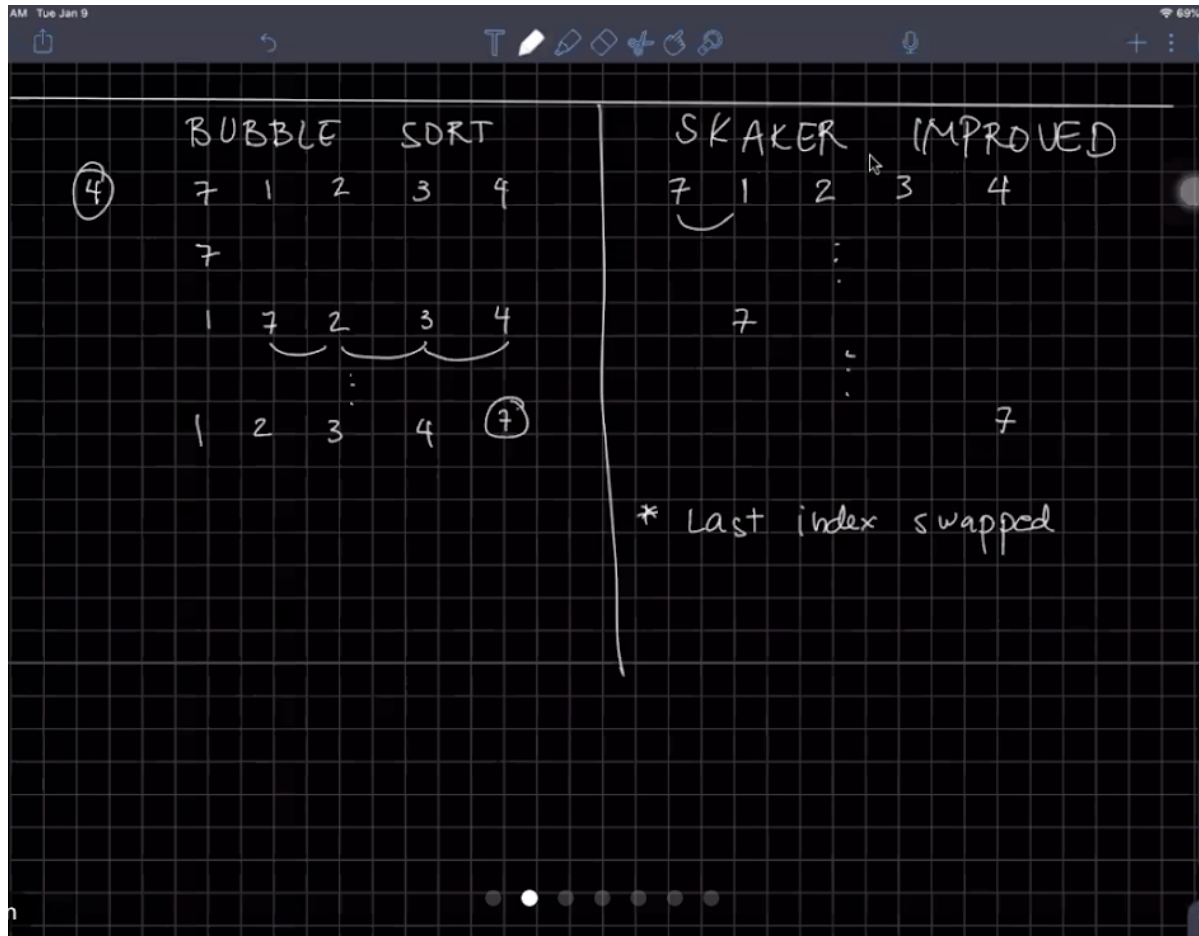 AM Tue Jan 9
69%
BUBBLE SORT
④ 7 1 2 3 4
7
1 7 2 3 4
⋮
1 2 3 4 ⑦
SKAKER IMPROVED
7 1 2 3 4
⋮
7
⋮
7
* Last index swapped
n